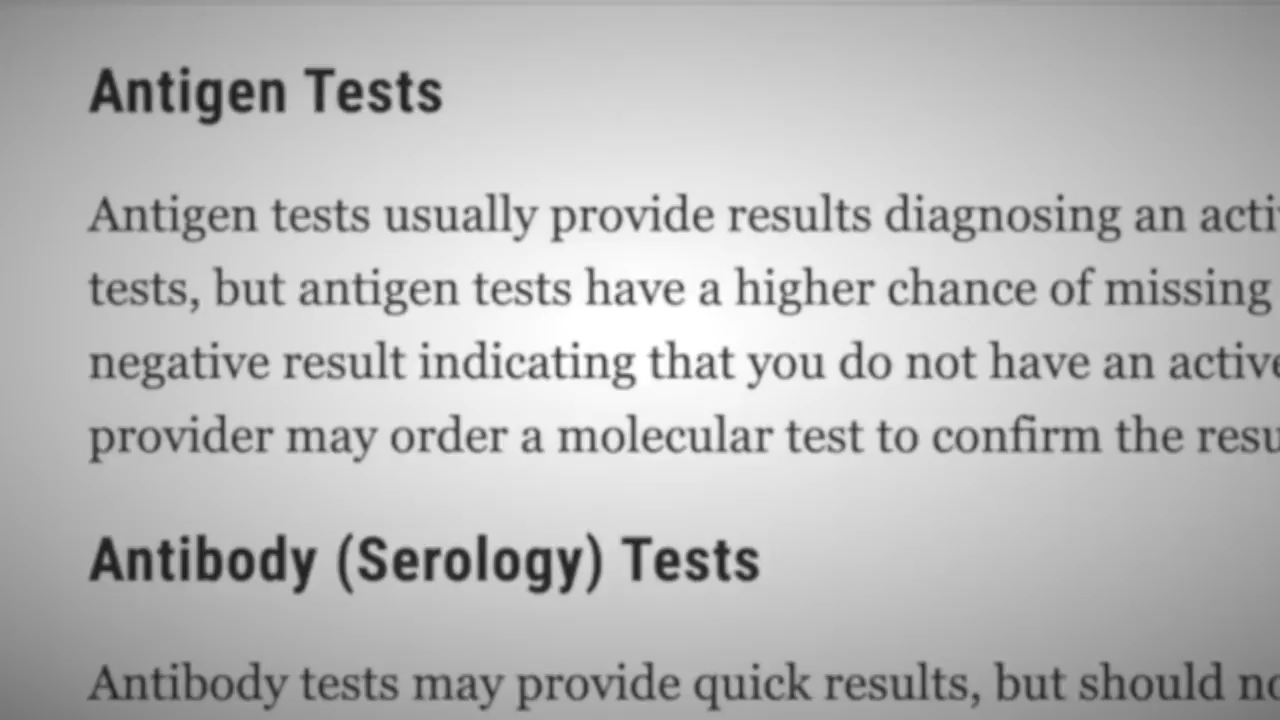 Antigen Tests
Antigen tests usually provide results diagnosing an acti
tests, but antigen tests have a higher chance of missing
negative result indicating that you do not have an active
provider may order a molecular test to confirm the resu
Antibody (Serology) Tests
Antibody tests may provide quick results, but should no